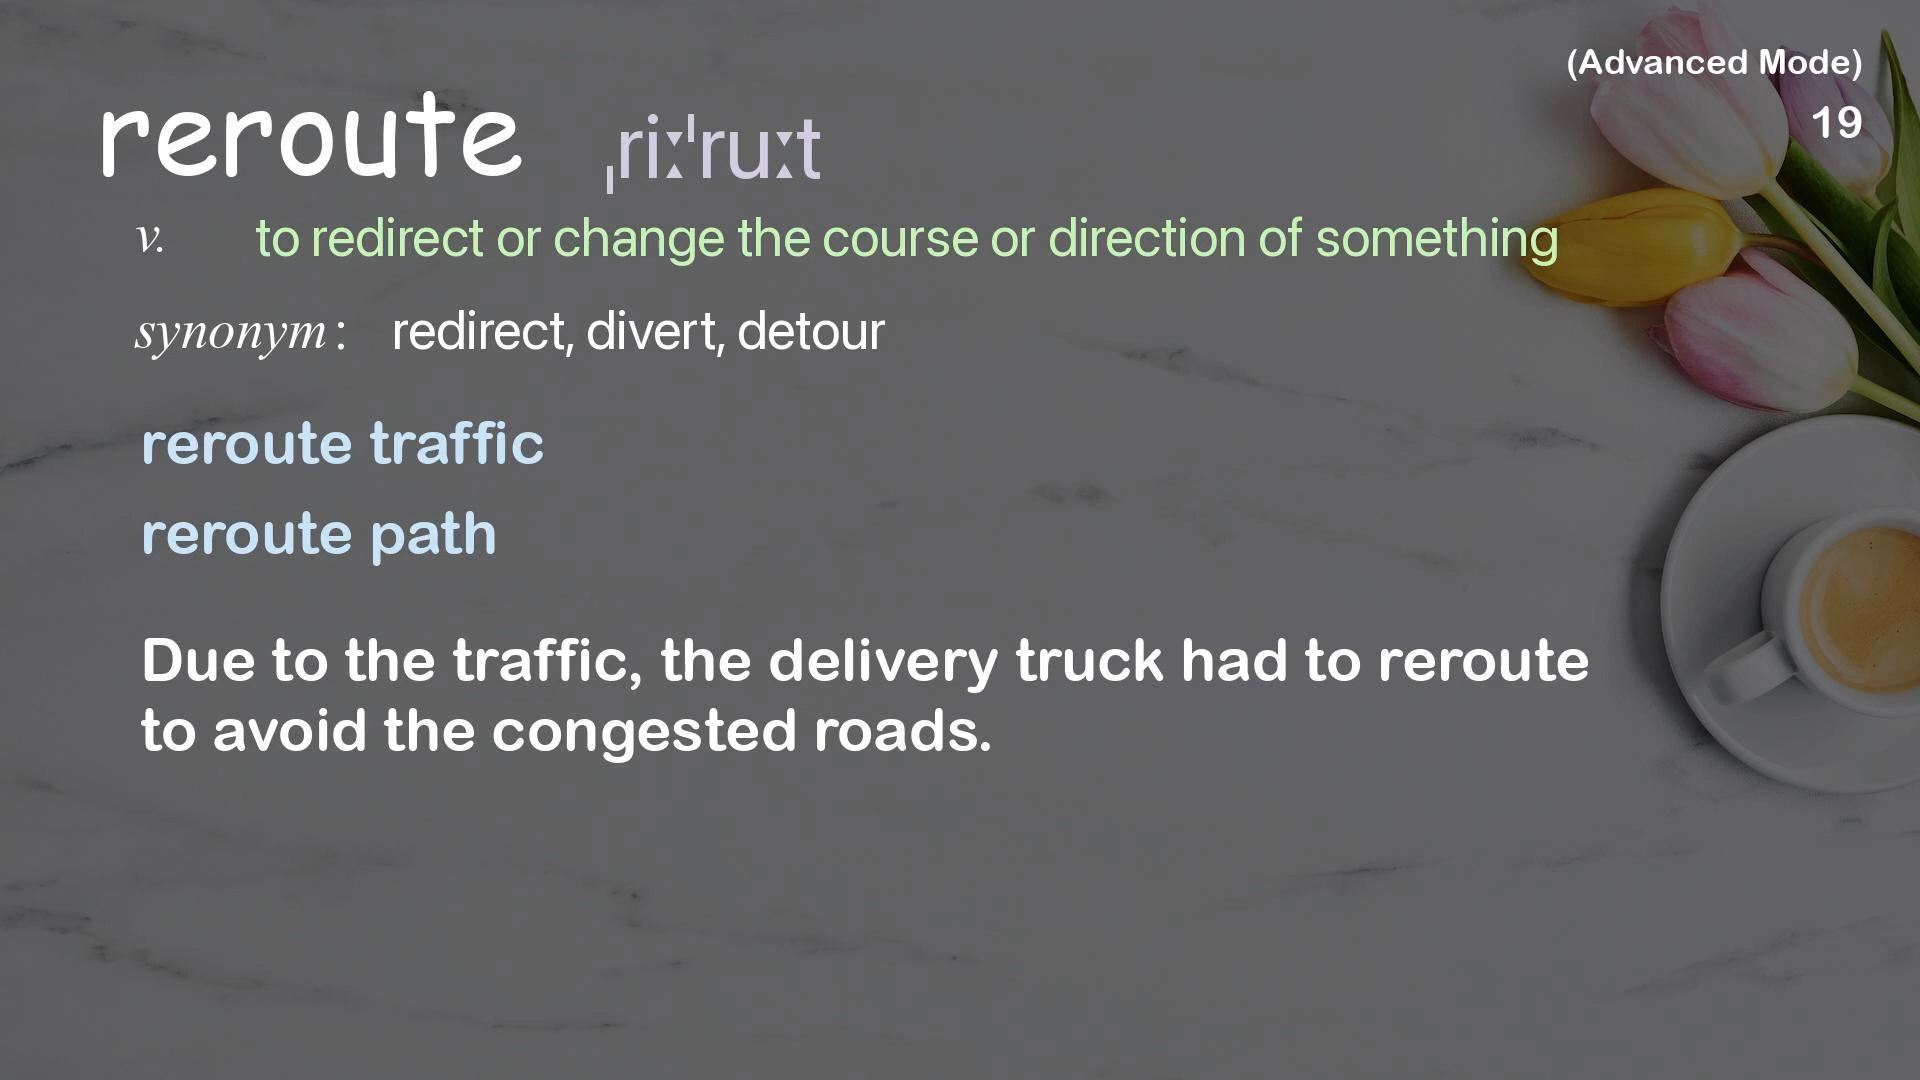 (Advanced Mode)
19
reroute ˌriːˈruːt
v. to redirect or change the course or direction of something
synonym: redirect, divert, detour
reroute traffic
reroute path
Due to the traffic, the delivery truck had to reroute
to avoid the congested roads.